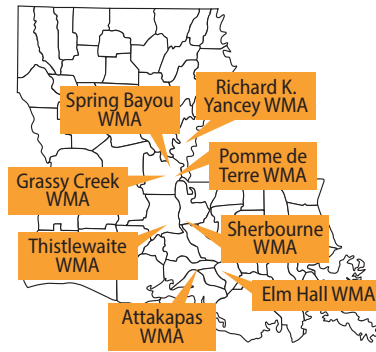 Richard K.
Yancey WMA
Spring Bayou
WMA
Pomme de
Terre WMA
Grassy Creek
WMA
Thistlewaite
WMA
Sherbourne
WMA
Elm Hall WMA
Attakapas
WMA